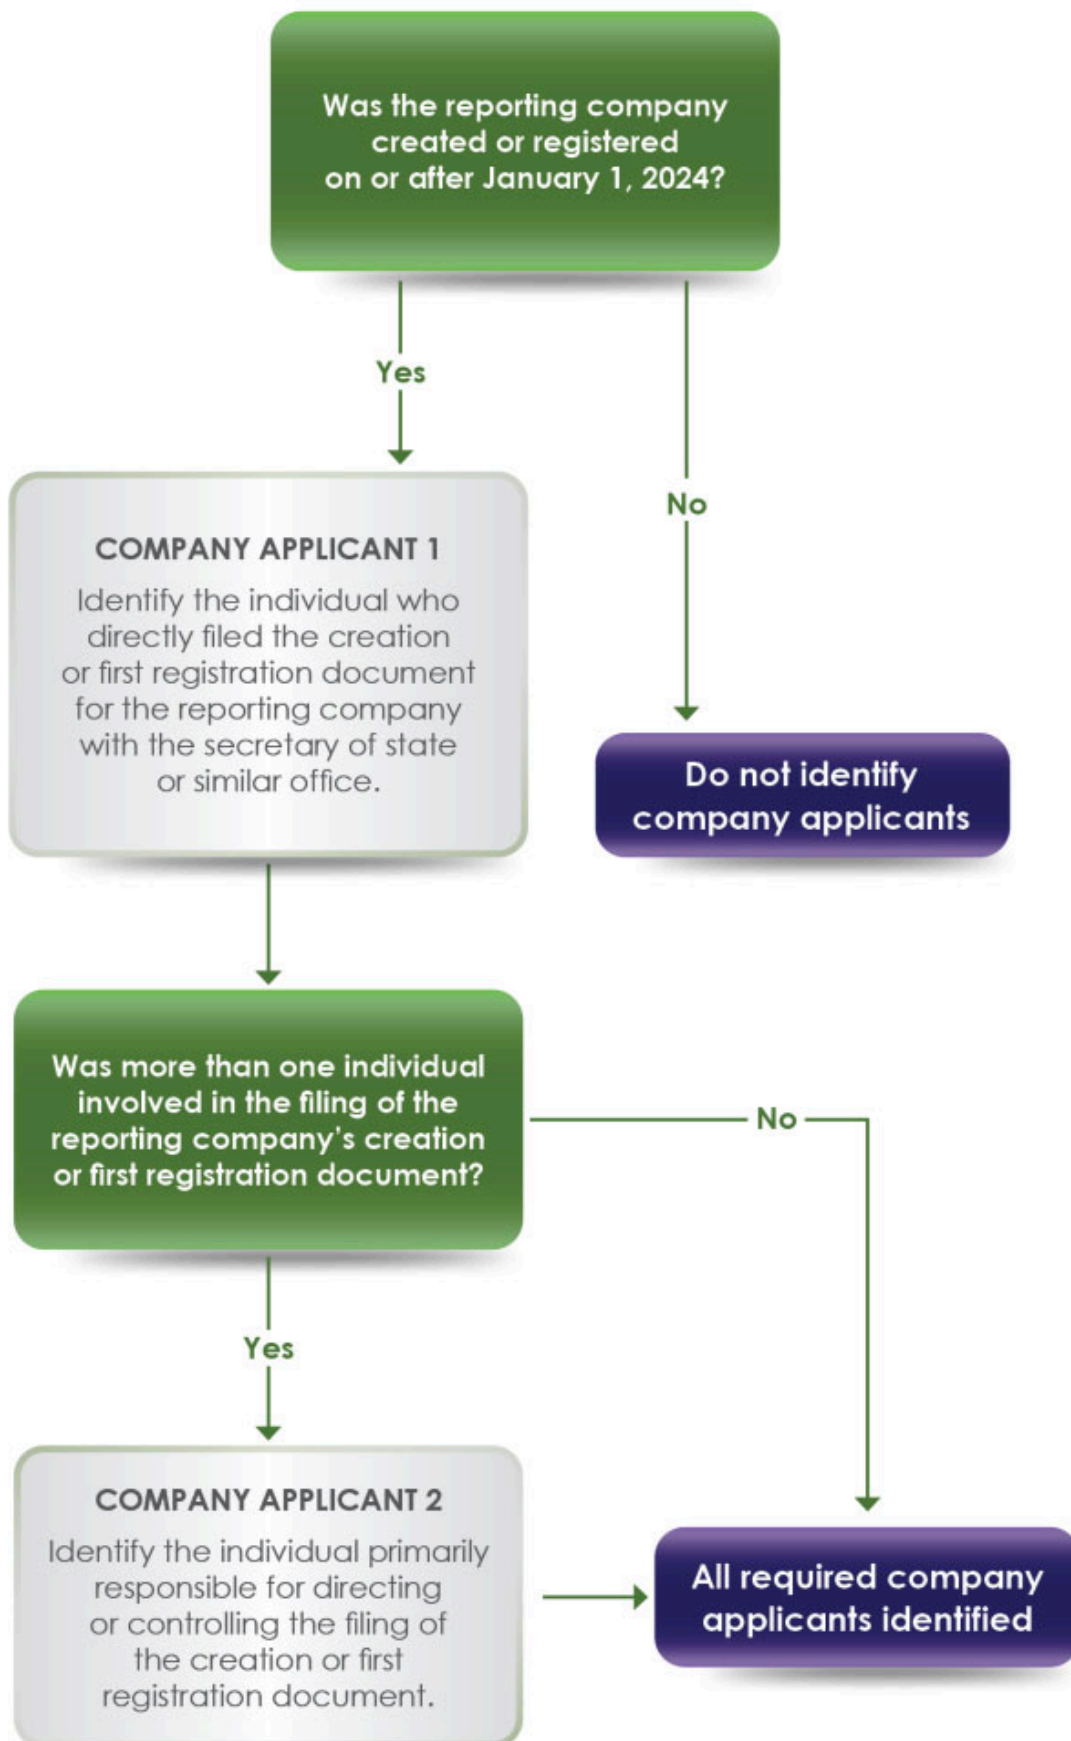 Was the reporting company
created or registered
on or after January 1, 2024?
Yes
No
COMPANY APPLICANT 1
Identify the individual who
directly filed the creation
or first registration document
for the reporting company
with the secretary of state
or similar office.
Do not identify
company applicants
Was more than one individual
involved in the filing of the
reporting company’s creation
or first registration document?
No
Yes
COMPANY APPLICANT 2
Identify the individual primarily
responsible for directing
or controlling the filing of
the creation or first
registration document.
All required company
applicants identified